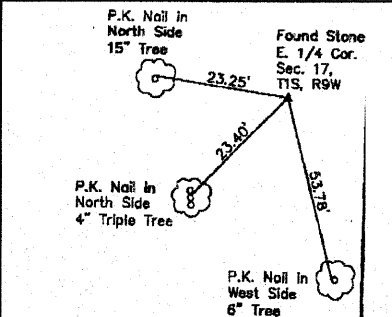 P.K. Nail in
North Side
15" Tree
Found Stone
E. 1/4 Cor.
Sec. 17,
T1S, R9W
23.25'
23.40'
53.78'
P.K. Nail in
North Side
4" Triple Tree
P.K. Nail in
West Side
6" Tree